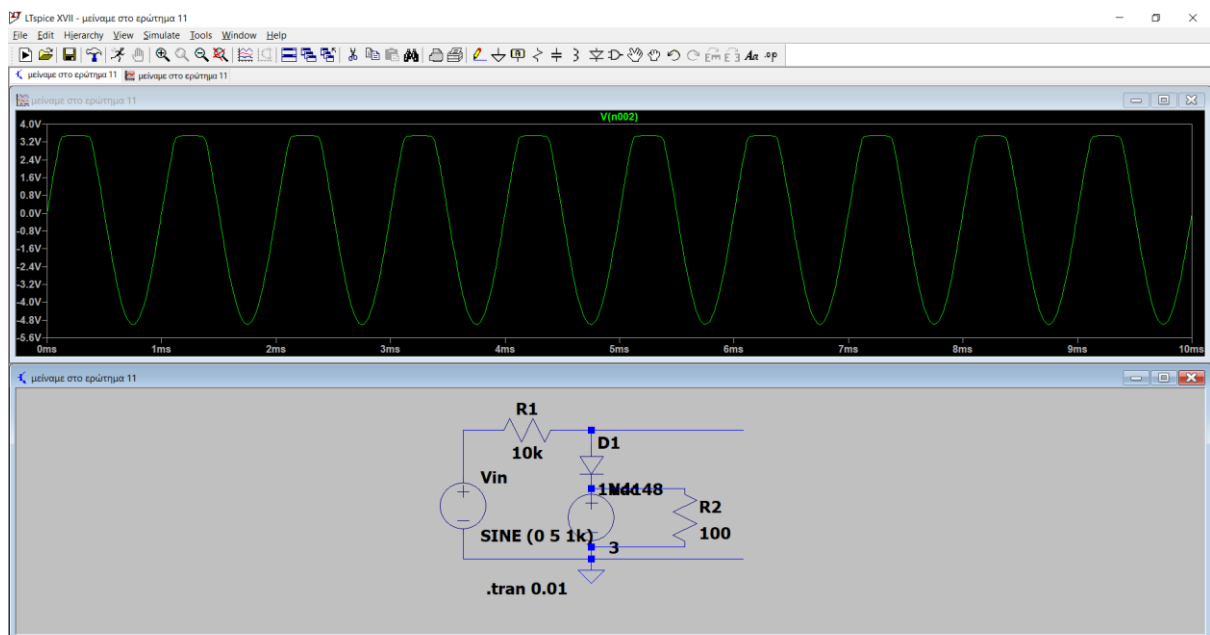 LTspice XVII - μείναμε στο ερώτημα 11
File Edit Hierarchy View Simulate Tools Window Help
μείναμε στο ερώτημα 11 μείναμε στο ερώτημα 11
μείναμε στο ερώτημα 11
V(n002)
4.0V
3.2V
2.4V
1.6V
0.8V
0.0V
-0.8V
-1.6V
-2.4V
-3.2V
-4.0V
-4.8V
-5.6V
0ms 1ms 2ms 3ms 4ms 5ms 6ms 7ms 8ms 9ms 10ms
μείναμε στο ερώτημα 11
R1
10k
D1
Vin
R2
SINE (0 5 1k)
100
3
.tran 0.01